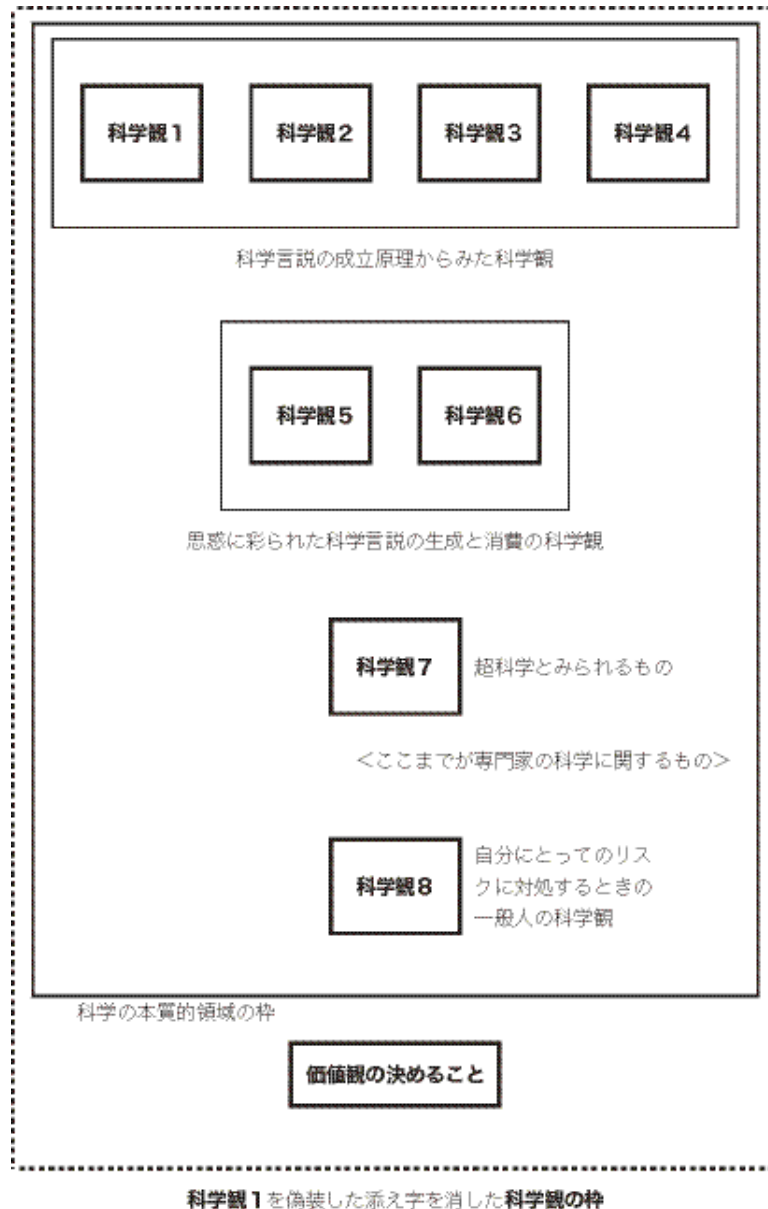 科学観1 科学観2 科学観3 科学観4
科学言説の成立原理からみた科学観
科学観5 科学観6
思惑に彩られた科学言説の生成と消費の科学観
科学観7 超科学とみられるもの
＜ここまでが専門家の科学に関するもの＞
科学観8
自分にとってのリス
クに対処するときの
一般人の科学観
科学の本質的領域の枠
価値観の決めること
科学観1を偽装した添え字を消した科学観の枠